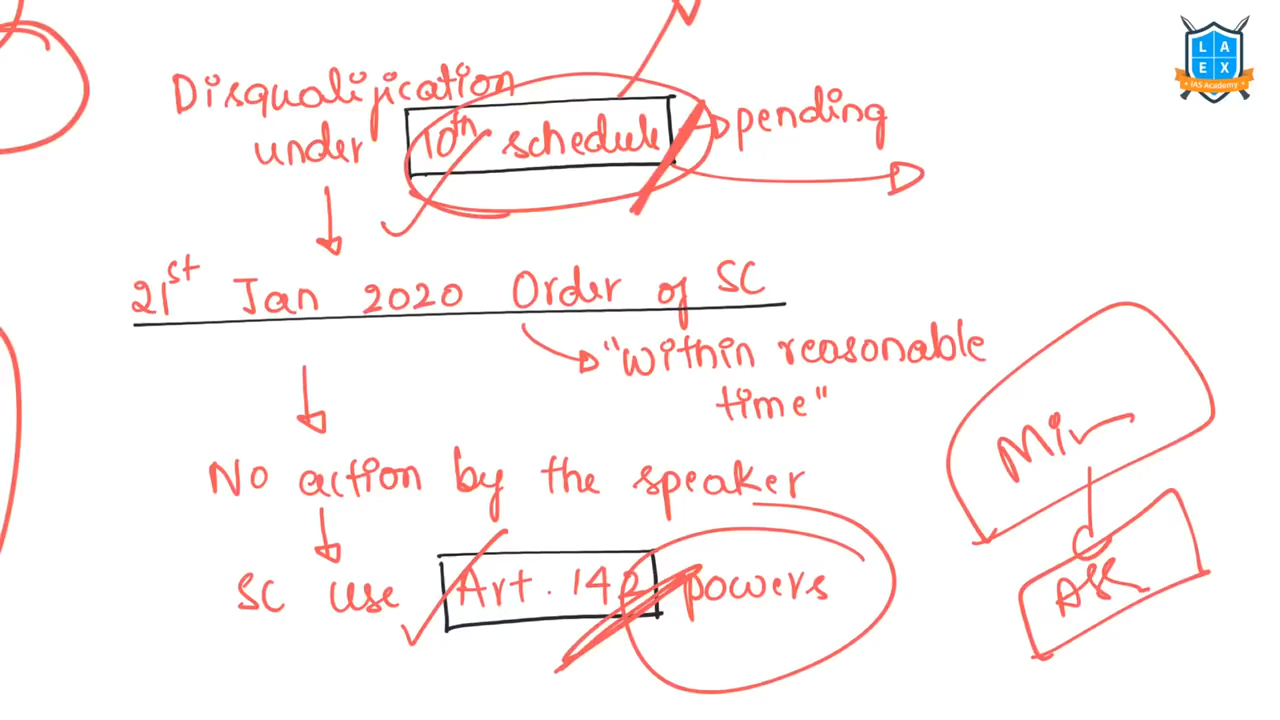 Disqualification
under 10th schedule pending
21st Jan 2020 Order of SC
"within reasonable
time"
No action by the speaker
SC use Art. 142 powers
Min
L A
E X
IAS Academy